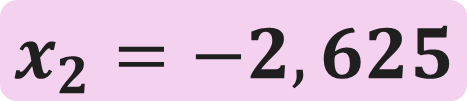 x₂ = −2,625